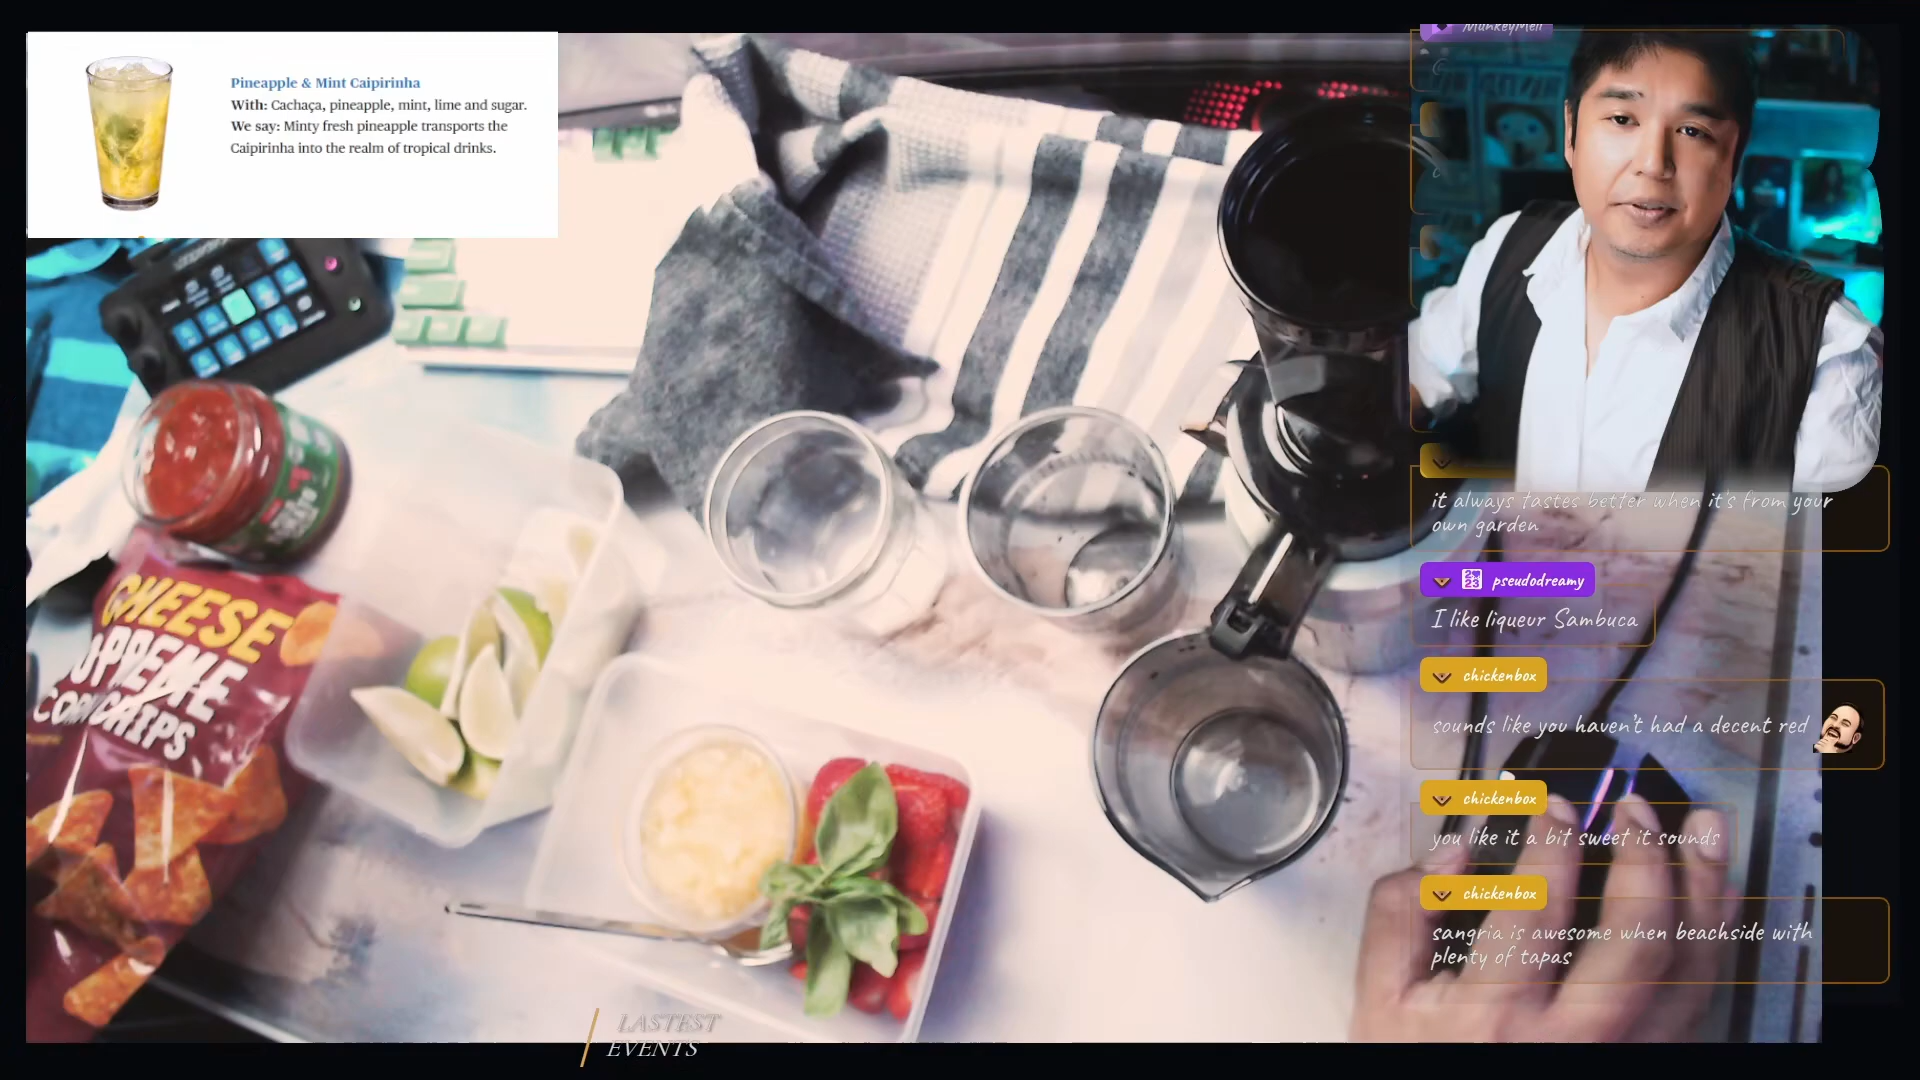 Pineapple & Mint Caipirinha
With: Cachaça, pineapple, mint, lime and sugar.
We say: Minty fresh pineapple transports the
Caipirinha into the realm of tropical drinks.
CHEESE
SUPREME
CORN CHIPS
MunkeyMell
it always tastes better when it's from your
own garden
pseudodreamy
I like liqueur Sambuca
chickenbox
sounds like you haven't had a decent red
chickenbox
you like it a bit sweet it sounds
chickenbox
sangria is awesome when beachside with
plenty of tapas
LASTEST
EVENTS